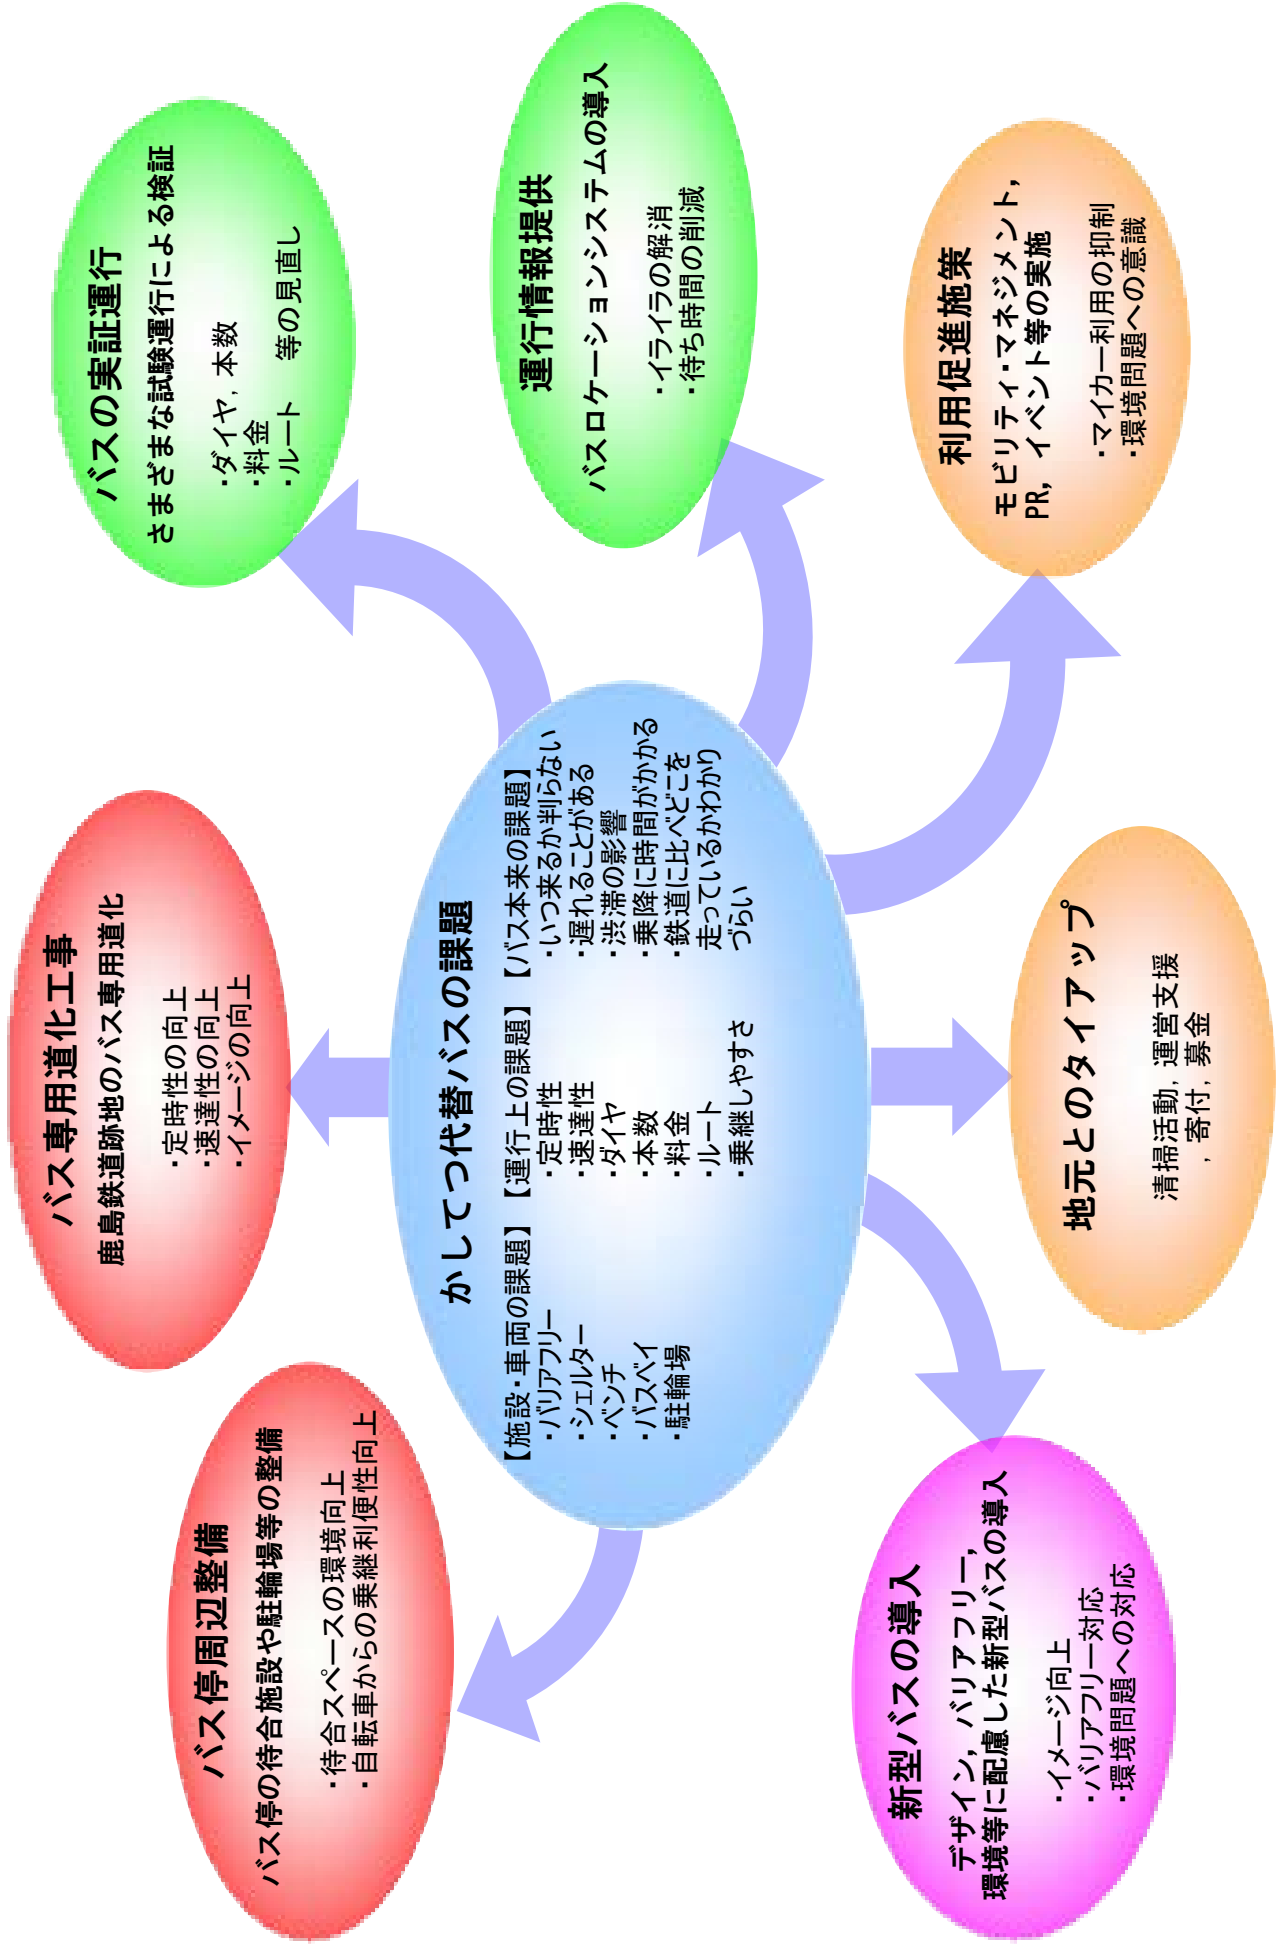 バス停周辺整備
バス停の待合施設や駐輪場等の整備
・待合スペースの環境向上
・自転車からの乗継利便性向上
バス専用道化工事
鹿島鉄道跡地のバス専用道化
・定時性の向上
・速達性の向上
・イメージの向上
バスの実証運行
さまざまな試験運行による検証
・ダイヤ，本数
・料金
・ルート　等の見直し
かしてつ代替バスの課題
【施設・車両の課題】
・バリアフリー
・シェルター
・ベンチ
・バスベイ
・駐輪場
【運行上の課題】
・定時性
・速達性
・ダイヤ
・本数
・料金
・ルート
・乗継しやすさ
【バス本来の課題】
・いつ来るか判らない
・遅れることがある
・渋滞の影響
・乗降に時間がかかる
・鉄道に比べどこを
走っているかわかり
づらい
運行情報提供
バスロケーションシステムの導入
・イライラの解消
・待ち時間の削減
新型バスの導入
デザイン，バリアフリー，
環境等に配慮した新型バスの導入
・イメージ向上
・バリアフリー対応
・環境問題への対応
地元とのタイアップ
清掃活動，運営支援
，寄付，募金
利用促進施策
モビリティ・マネジメント，
PR，イベント等の実施
・マイカー利用の抑制
・環境問題への意識